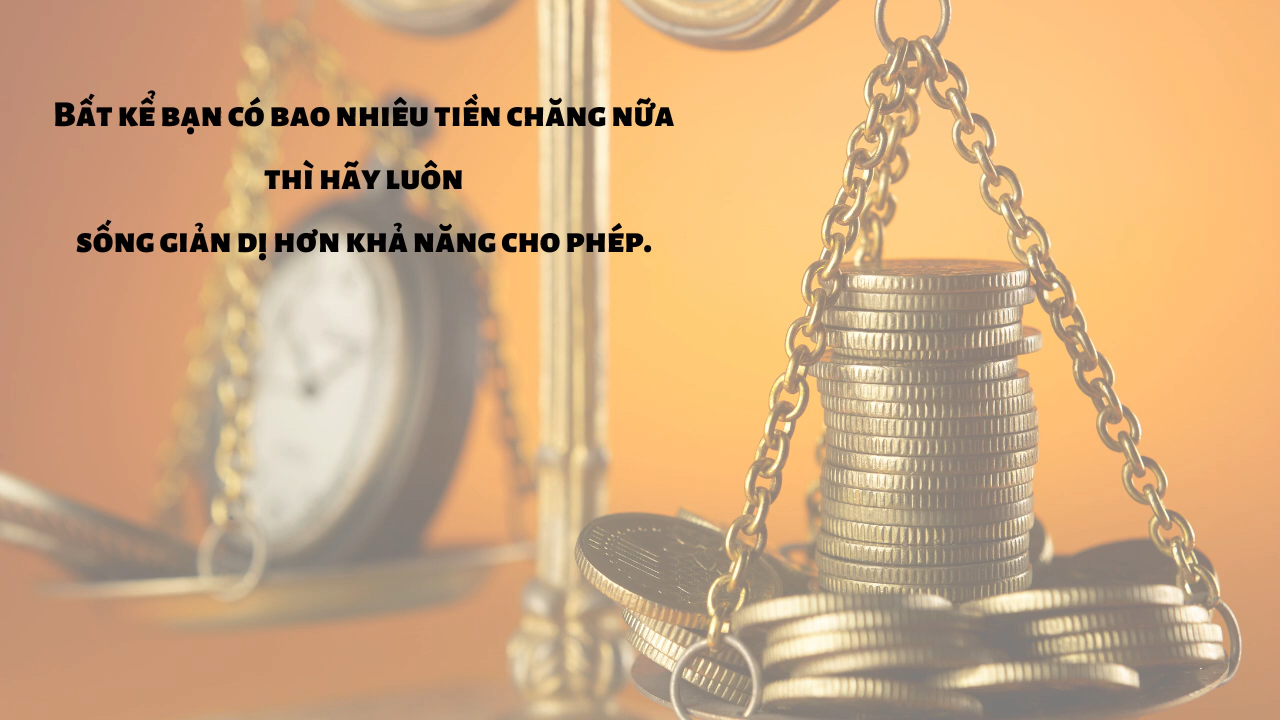 Bất kể bạn có bao nhiêu tiền chăng nữa
thì hãy luôn
sống giản dị hơn khả năng cho phép.